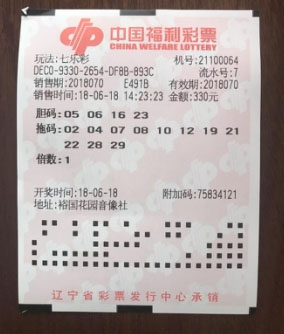 中国福利彩票
CHINA WELFARE LOTTERY
玩法:七乐彩 机号:21100064
DEC0-9330-2654-DF8B-893C 流水号:7
销售期:2018070 E491B 有效期:2018070
销售时间:18-06-18 14:23:23 金额:330元
胆码: 05 06 16 23
拖码: 02 04 07 08 10 12 19 21
22 28 29
倍数:1
开奖时间:18-06-18 附加码:75834121
地址:裕国花园音像社
辽宁省彩票发行中心承销